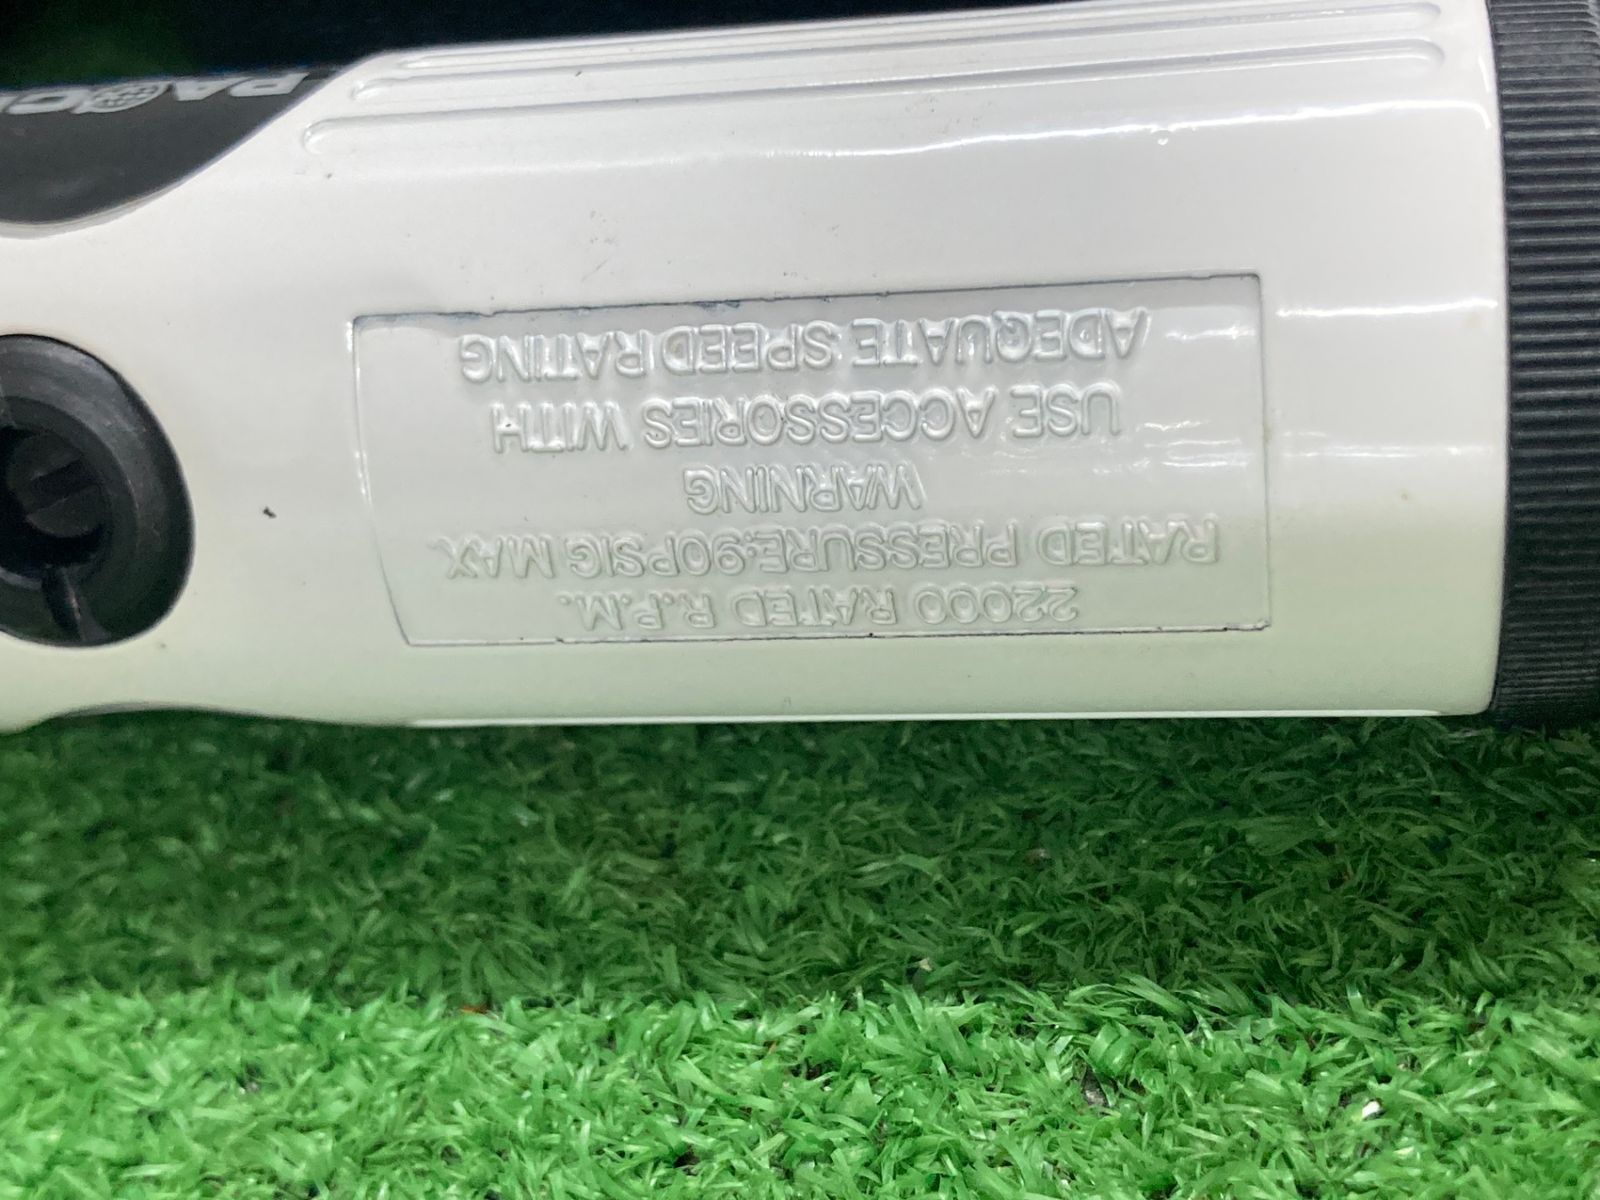 22000 RATED R.P.M.
RATED PRESSURE:90PSIG MAX
WARNING
USE ACCESSORIES WITH
ADEQUATE SPEED RATING